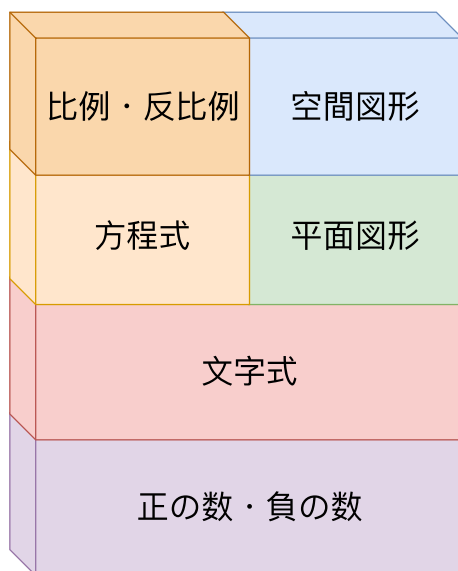 比例・反比例
空間図形
方程式
平面図形
文字式
正の数・負の数